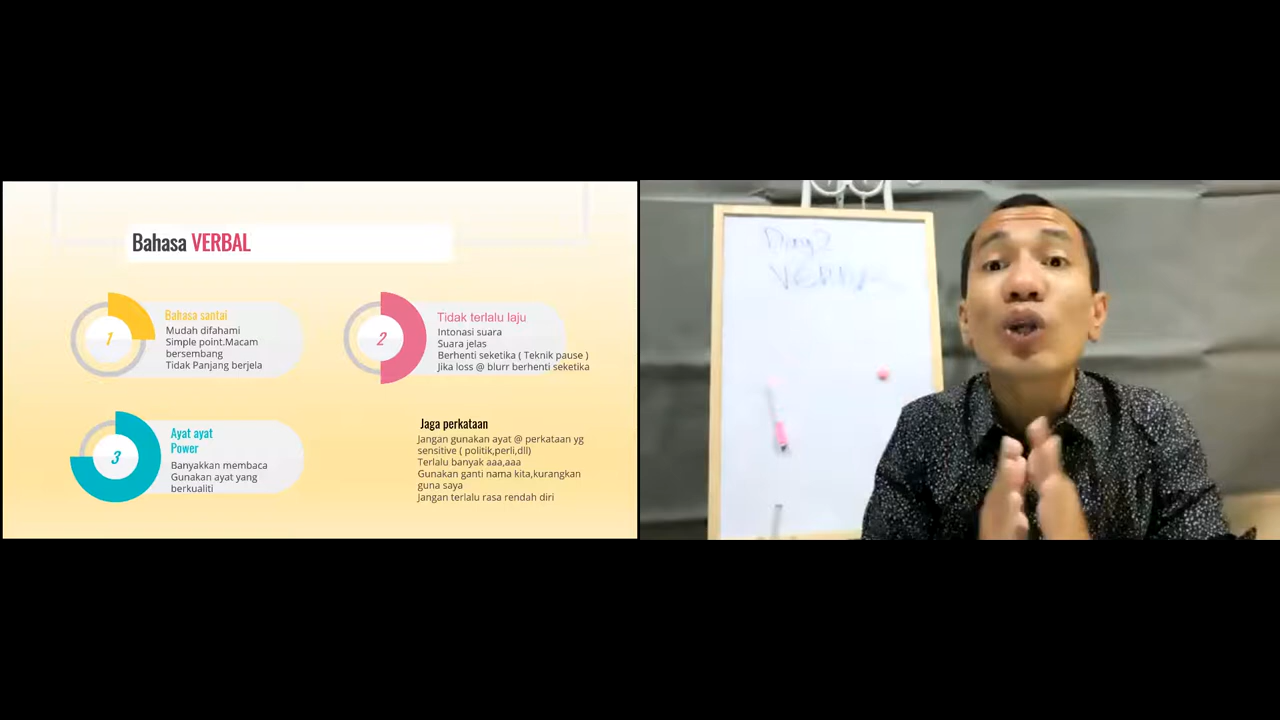 Bahasa VERBAL
1
Bahasa santai
Mudah difahami
Simple point.Macam
bersembang
Tidak Panjang berjela
2
Tidak terlalu laju
Intonasi suara
Suara jelas
Berhenti seketika ( Teknik pause )
Jika loss @ blurr berhenti seketika
3
Ayat ayat
Power
Banyakkan membaca
Gunakan ayat yang
berkualiti
Jaga perkataan
Jangan gunakan ayat @ perkataan yg
sensitive ( politik,perli,dll)
Terlalu banyak aaa,aaa
Gunakan ganti nama kita,kurangkan
guna saya
Jangan terlalu rasa rendah diri
Day 2
VERBAL